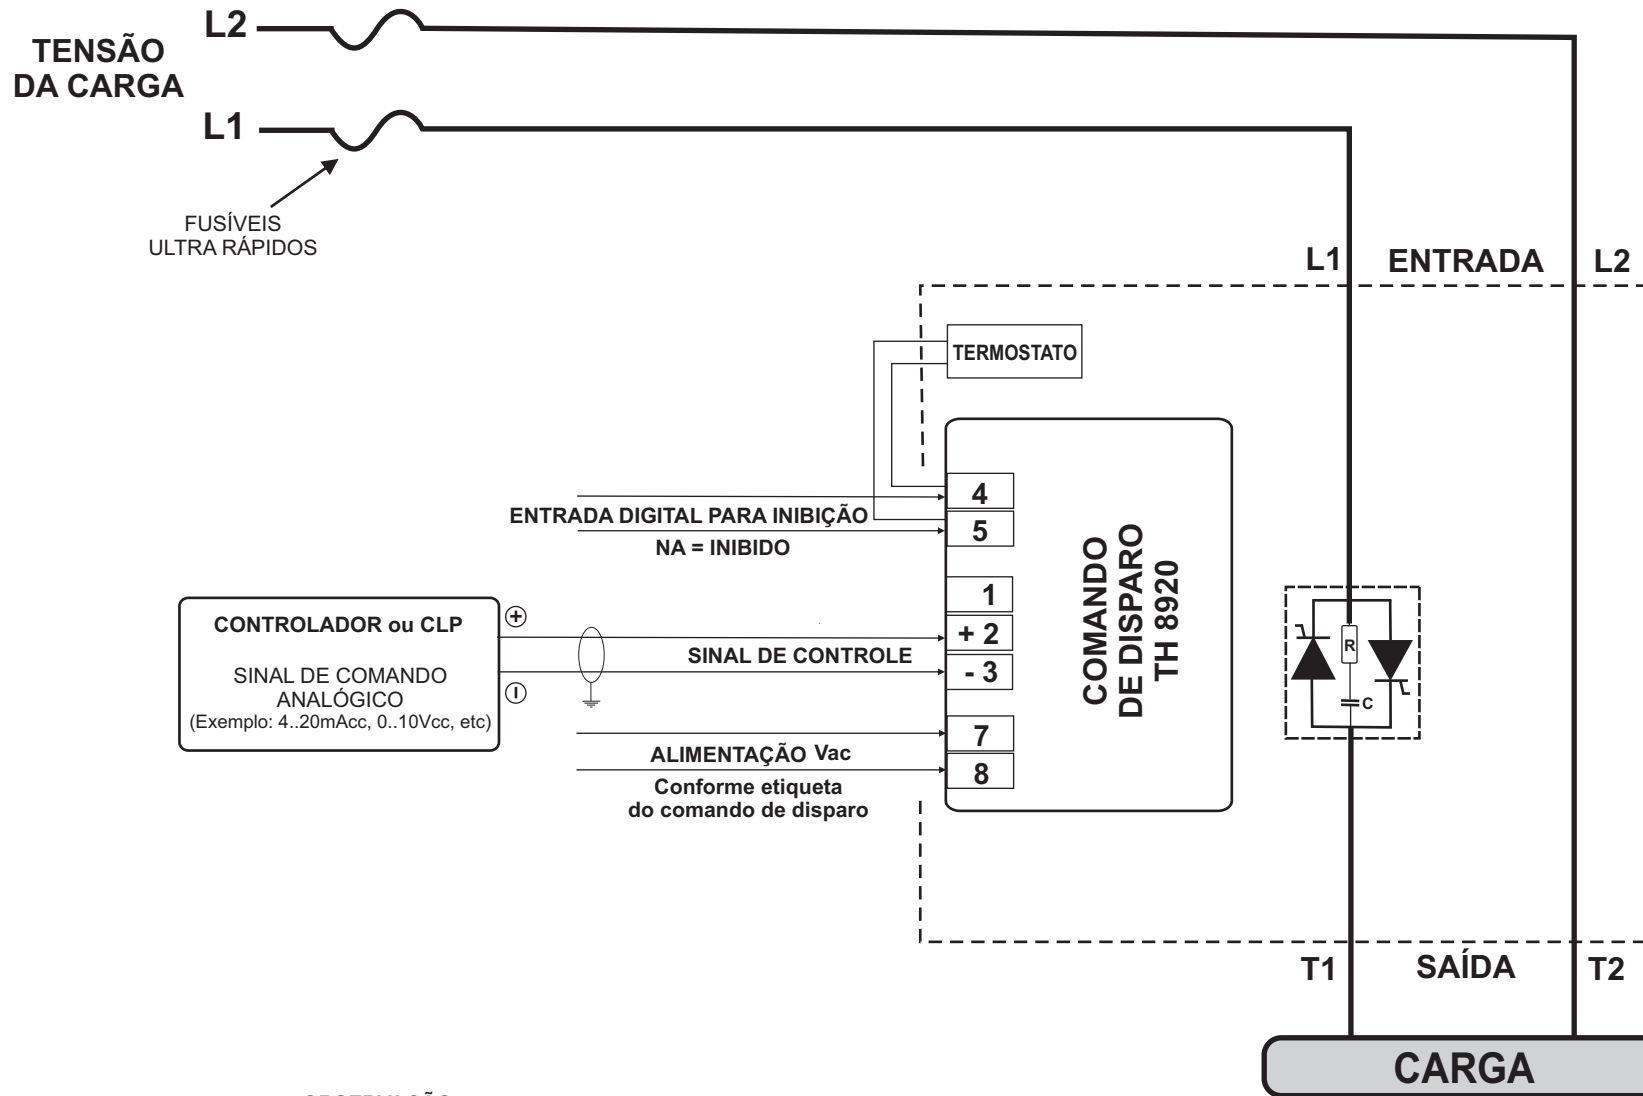 L2
TENSÃO
DA CARGA
L1
FUSÍVEIS
ULTRA RÁPIDOS
L1 ENTRADA L2
TERMOSTATO
4
ENTRADA DIGITAL PARA INIBIÇÃO
5
NA = INIBIDO
COMANDO
DE DISPARO
TH 8920
1
+ 2
SINAL DE CONTROLE
- 3
CONTROLADOR ou CLP
SINAL DE COMANDO
ANALÓGICO
(Exemplo: 4..20mAcc, 0..10Vcc, etc)
+
-
R
C
7
ALIMENTAÇÃO Vac
8
Conforme etiqueta
do comando de disparo
T1 SAÍDA T2
CARGA